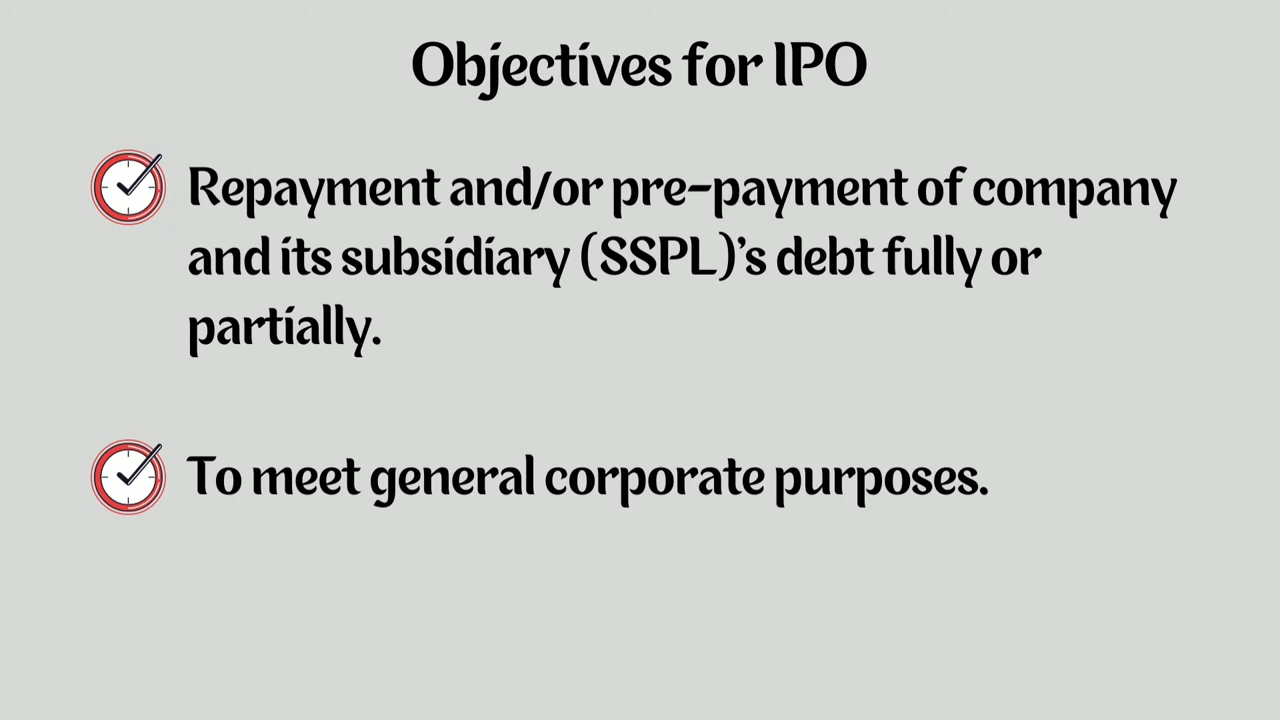 Objectives for IPO
Repayment and/or pre-payment of company
and its subsidiary (SSPL)’s debt fully or
partially.
To meet general corporate purposes.